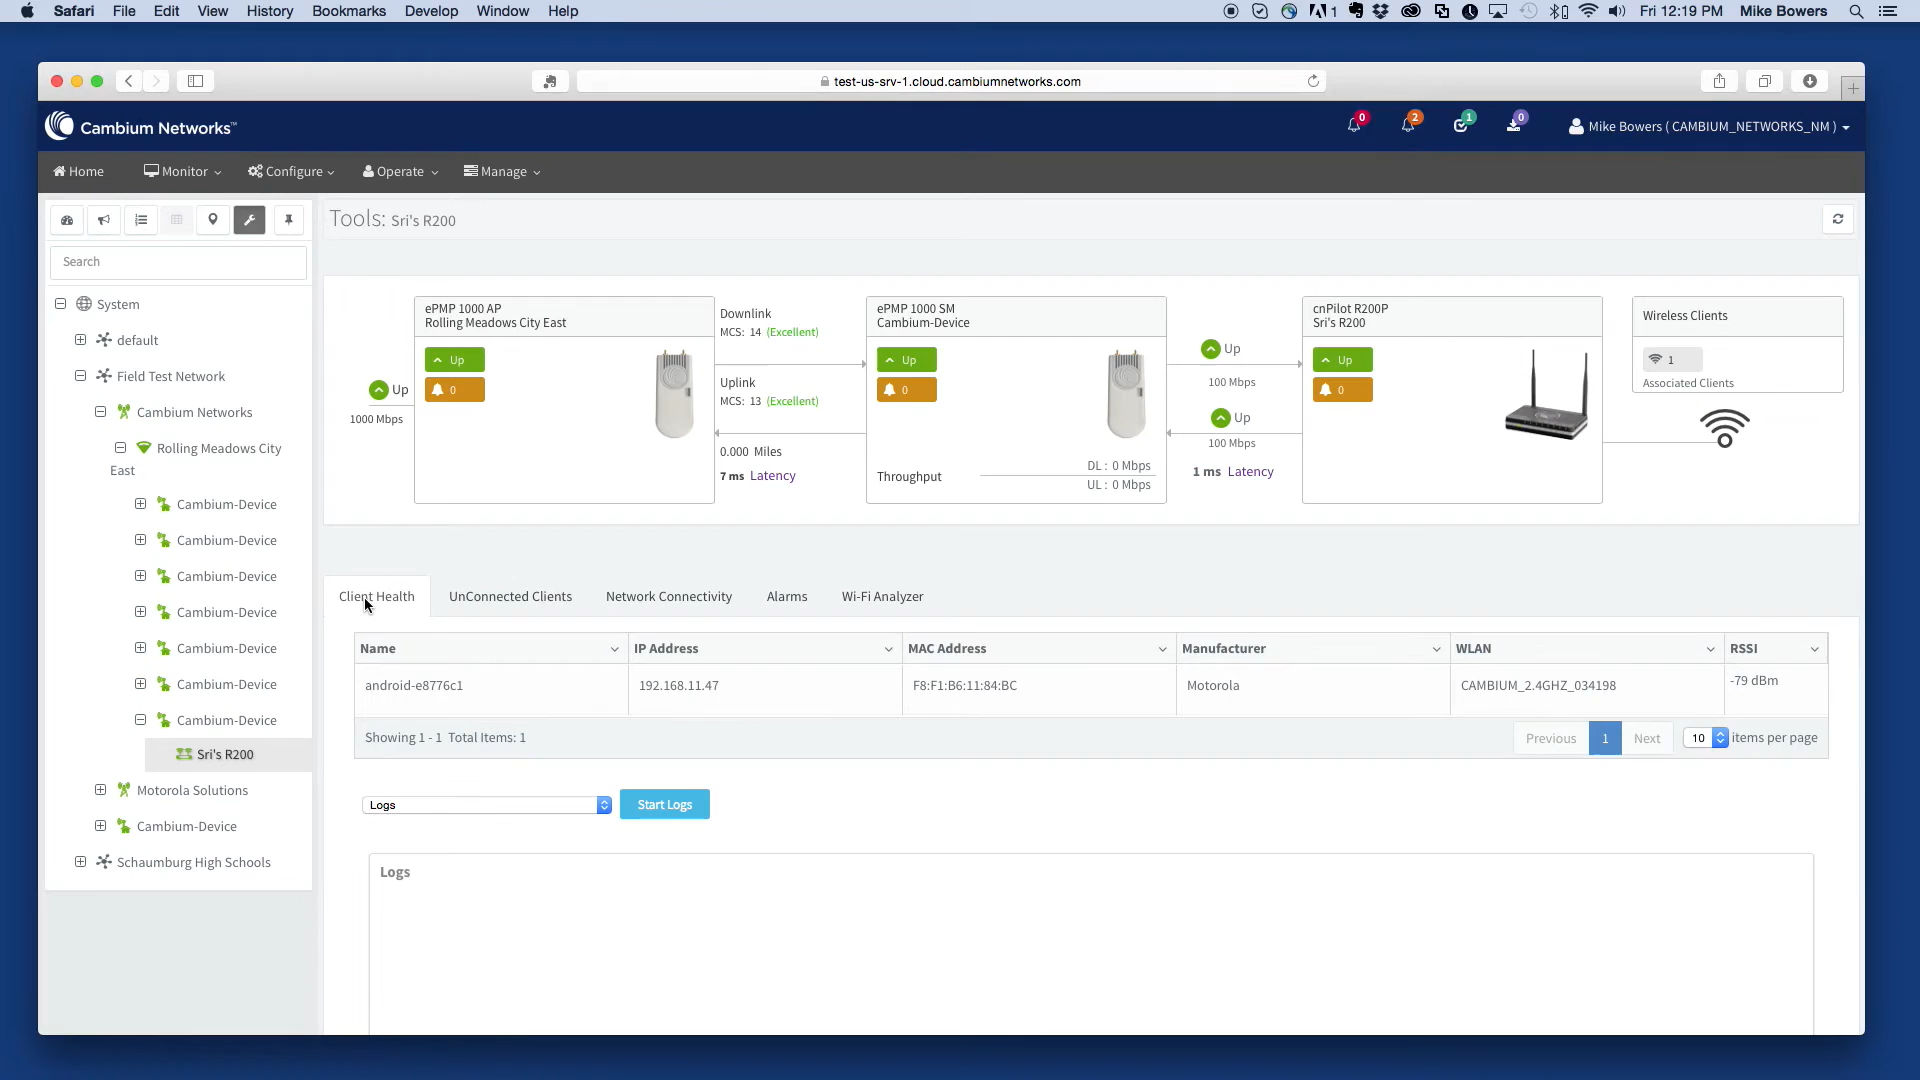 Safari File Edit View History Bookmarks Develop Window Help 1 Fri 12:19 PM Mike Bowers
test-us-srv-1.cloud.cambiumnetworks.com
Cambium Networks™ 0 2 1 0 Mike Bowers ( CAMBIUM_NETWORKS_NM )
Home Monitor Configure Operate Manage
Tools: Sri's R200
Search
System
default
Field Test Network
Cambium Networks
Rolling Meadows City
East
Cambium-Device
Cambium-Device
Cambium-Device
Cambium-Device
Cambium-Device
Cambium-Device
Cambium-Device
Sri's R200
Motorola Solutions
Cambium-Device
Schaumburg High Schools
Up
1000 Mbps
ePMP 1000 AP
Rolling Meadows City East
Up
0
Downlink
MCS: 14 (Excellent)
Uplink
MCS: 13 (Excellent)
0.000 Miles
7 ms Latency
ePMP 1000 SM
Cambium-Device
Up
0
Throughput
DL : 0 Mbps
UL : 0 Mbps
Up
100 Mbps
Up
100 Mbps
1 ms Latency
cnPilot R200P
Sri's R200
Up
0
Wireless Clients
1
Associated Clients
Client Health UnConnected Clients Network Connectivity Alarms Wi-Fi Analyzer
Name IP Address MAC Address Manufacturer WLAN RSSI
android-e8776c1 192.168.11.47 F8:F1:B6:11:84:BC Motorola CAMBIUM_2.4GHZ_034198 -79 dBm
Showing 1 - 1 Total Items: 1 Previous 1 Next 10 items per page
Logs Start Logs
Logs